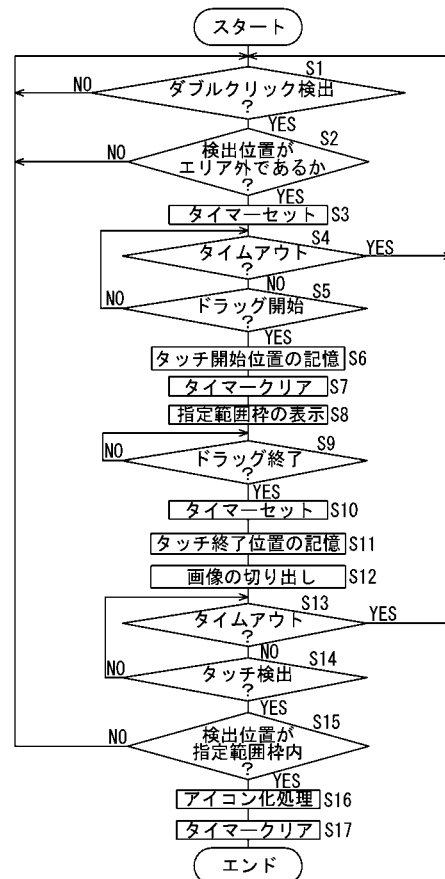 スタート
S1
NO
ダブルクリック検出
?
YES
S2
NO
検出位置が
エリア外であるか
?
YES
タイマーセット S3
S4
タイムアウト
?
YES
NO
S5
NO
ドラッグ開始
?
YES
タッチ開始位置の記憶 S6
タイマークリア S7
指定範囲枠の表示 S8
S9
NO
ドラッグ終了
?
YES
タイマーセット S10
タッチ終了位置の記憶 S11
画像の切り出し S12
S13
タイムアウト
?
YES
NO
S14
NO
タッチ検出
?
YES
S15
NO
検出位置が
指定範囲枠内
?
YES
アイコン化処理 S16
タイマークリア S17
エンド